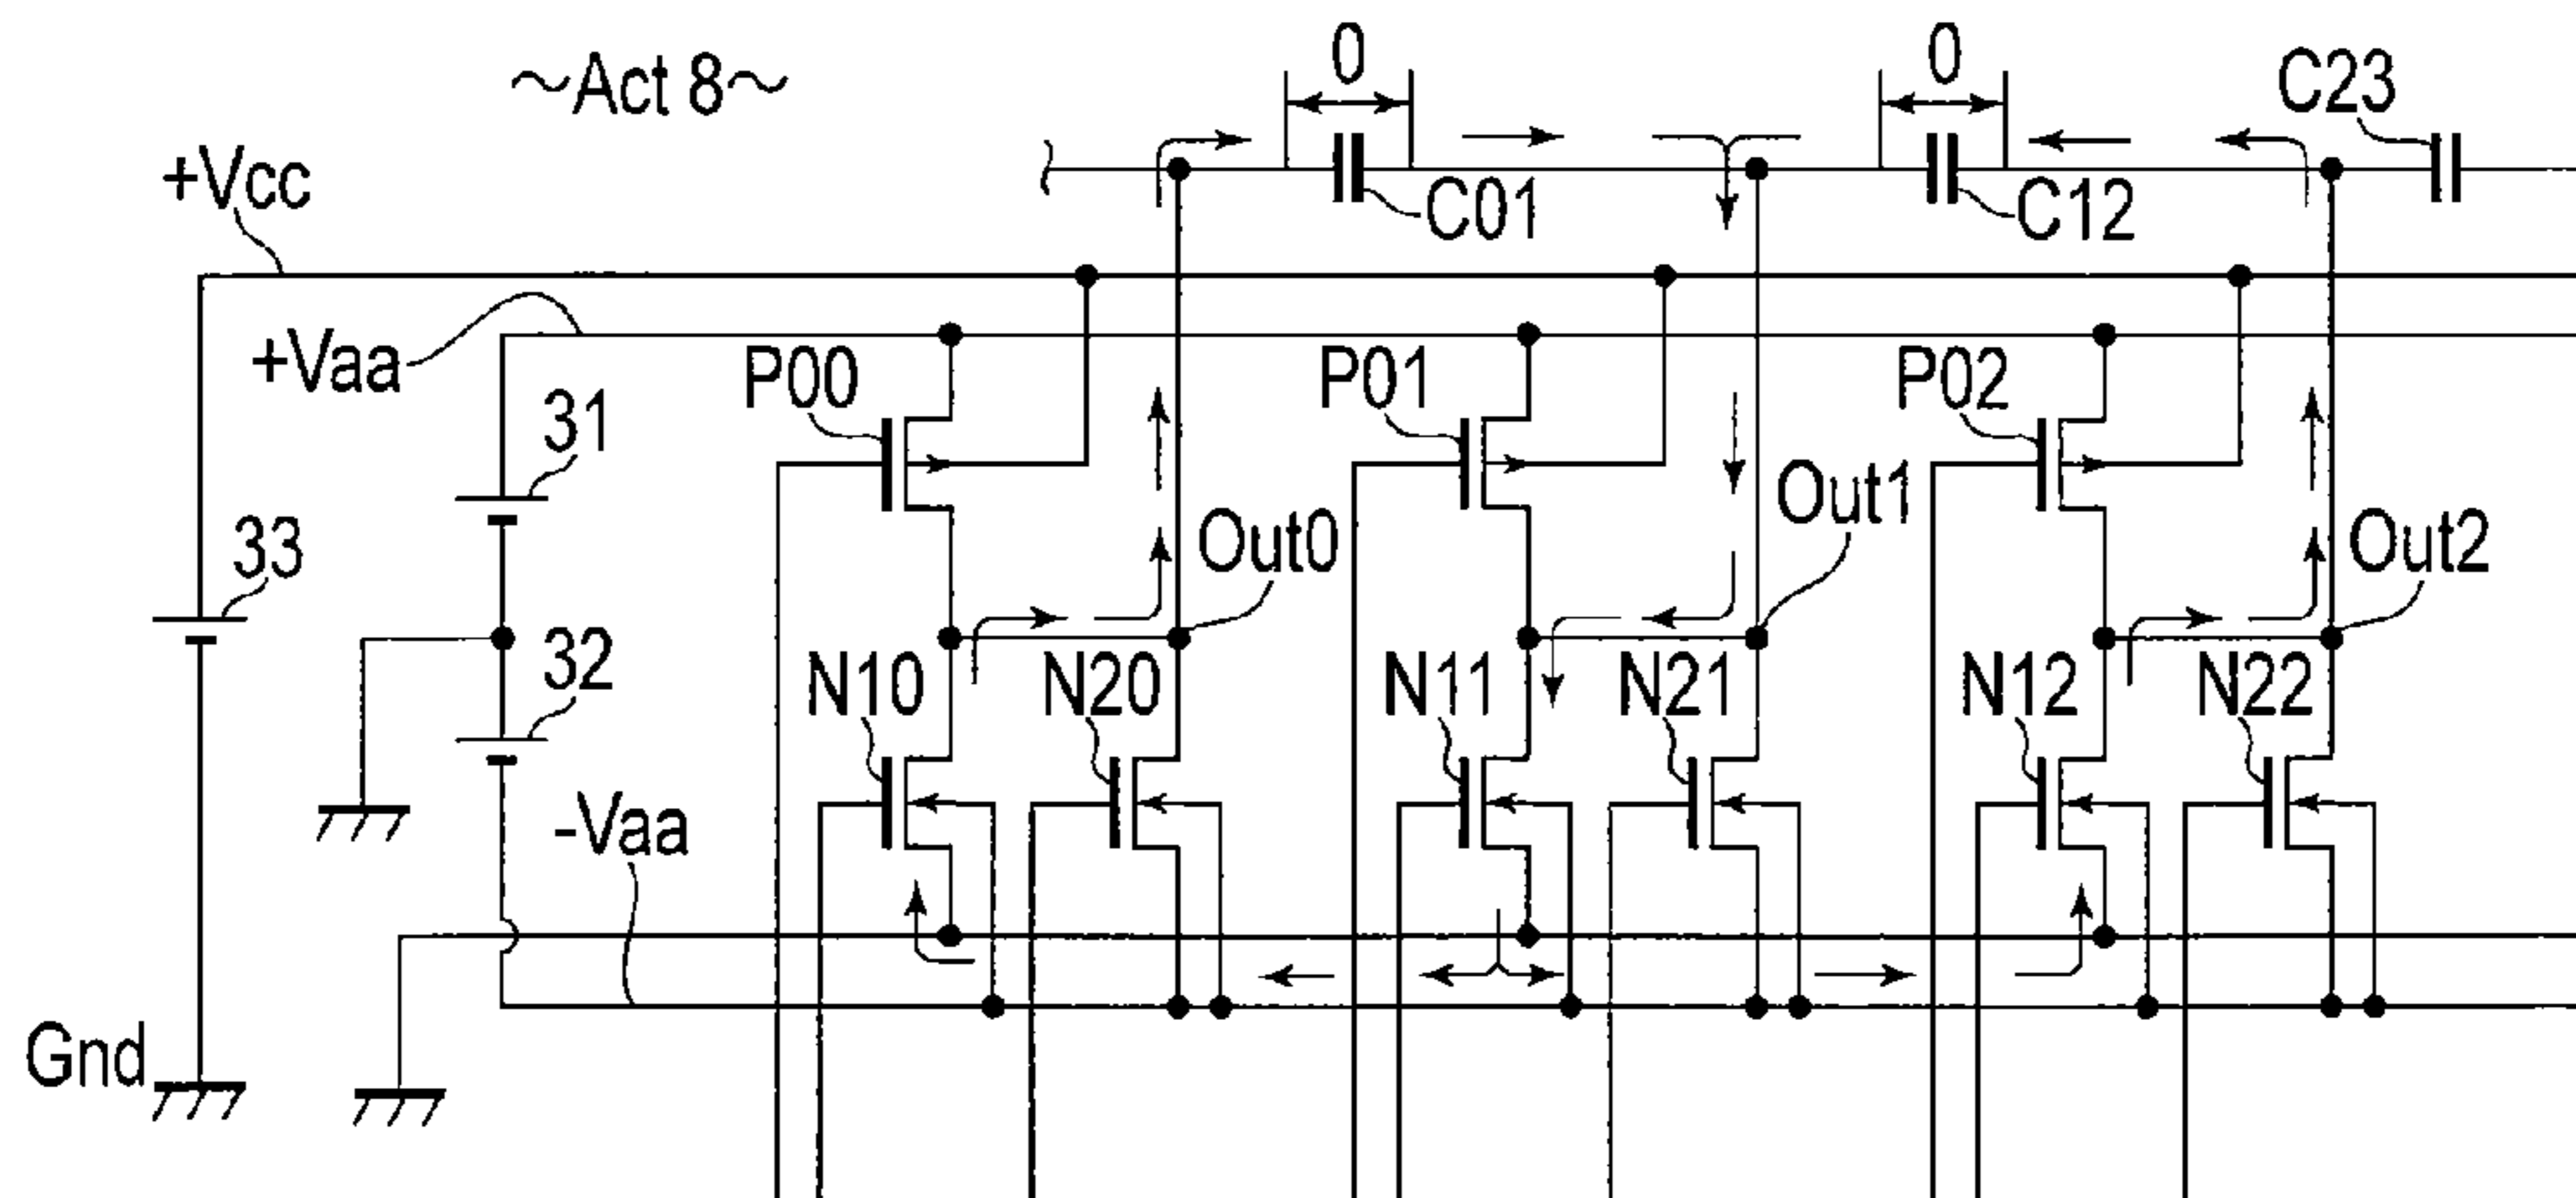 ~Act 8~
0
0
C23
+Vcc
C01
C12
+Vaa
P00
P01
P02
31
Out1
33
Out0
Out2
32
N10
N20
N11
N21
N12
N22
-Vaa
Gnd